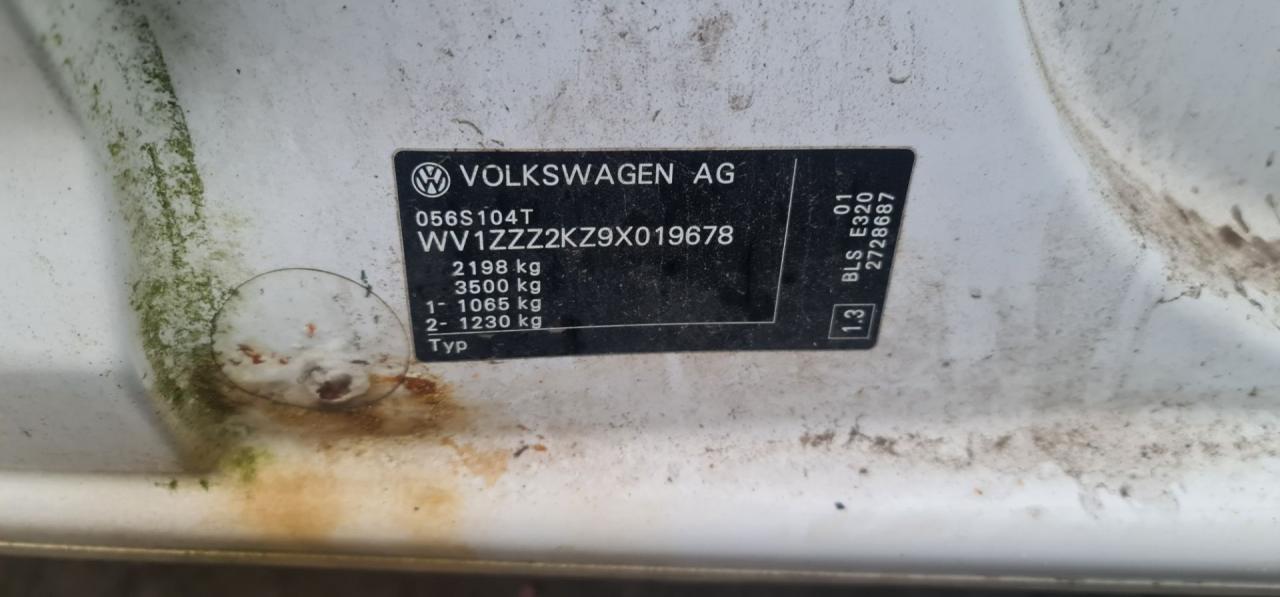 VOLKSWAGEN AG
056S104T
WV1ZZZ2KZ9X019678
2198 kg
3500 kg
1- 1065 kg
2- 1230 kg
Typ
01
BLS E320
2728687
1.3